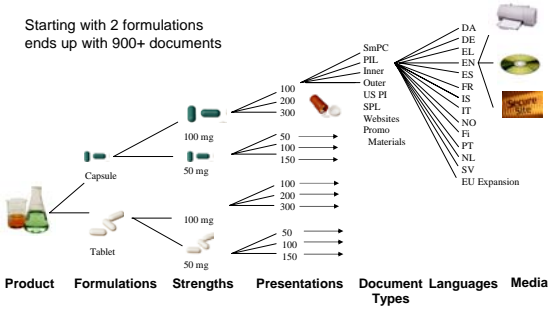 Starting with 2 formulations
ends up with 900+ documents
Product
Formulations
Capsule
Tablet
Strengths
100 mg
50 mg
100 mg
50 mg
Presentations
100
200
300
50
100
150
100
200
300
50
100
150
Document
Types
SmPC
PIL
Inner
Outer
US PI
SPL
Websites
Promo
Materials
Languages
DA
DE
EL
EN
ES
FR
IS
IT
NO
Fi
PT
NL
SV
EU Expansion
Media
Secure
Site